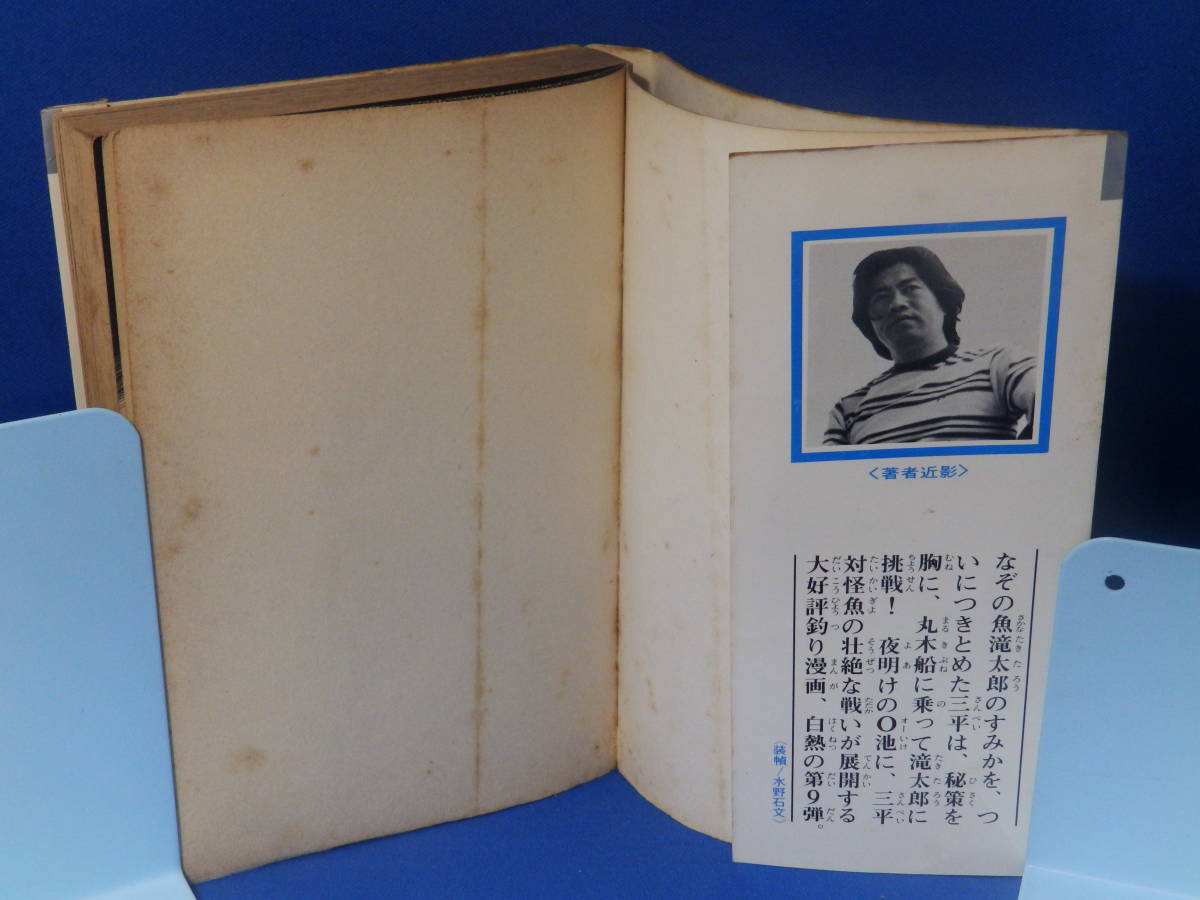 〈著者近影〉
なぞの魚滝太郎のすみかを、つ
いにつきとめた三平は、秘策を
胸に、丸木船に乗って滝太郎に
挑戦！　夜明けのO池に、三平
対怪魚の壮絶な戦いが展開する
大好評釣り漫画、白熱の第9弾。
〈装幀/水野石文〉